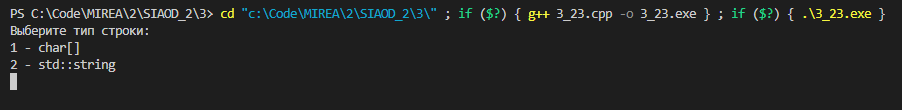 PS C:\Code\MIREA\2\SIAOD_2\3> cd "c:\Code\MIREA\2\SIAOD_2\3\" ; if ($?) { g++ 3_23.cpp -o 3_23.exe } ; if ($?) { .\3_23.exe }
Выберите тип строки:
1 - char[]
2 - std::string